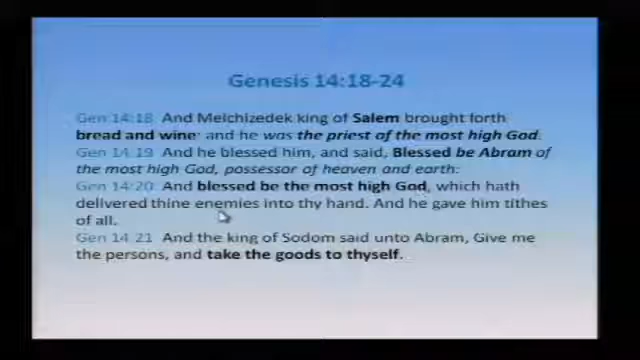 Genesis 14:18-24
Gen 14:18 And Melchizedek king of Salem brought forth
bread and wine: and he was the priest of the most high God.
Gen 14:19 And he blessed him, and said, Blessed be Abram of
the most high God, possessor of heaven and earth:
Gen 14:20 And blessed be the most high God, which hath
delivered thine enemies into thy hand. And he gave him tithes
of all.
Gen 14:21 And the king of Sodom said unto Abram, Give me
the persons, and take the goods to thyself.